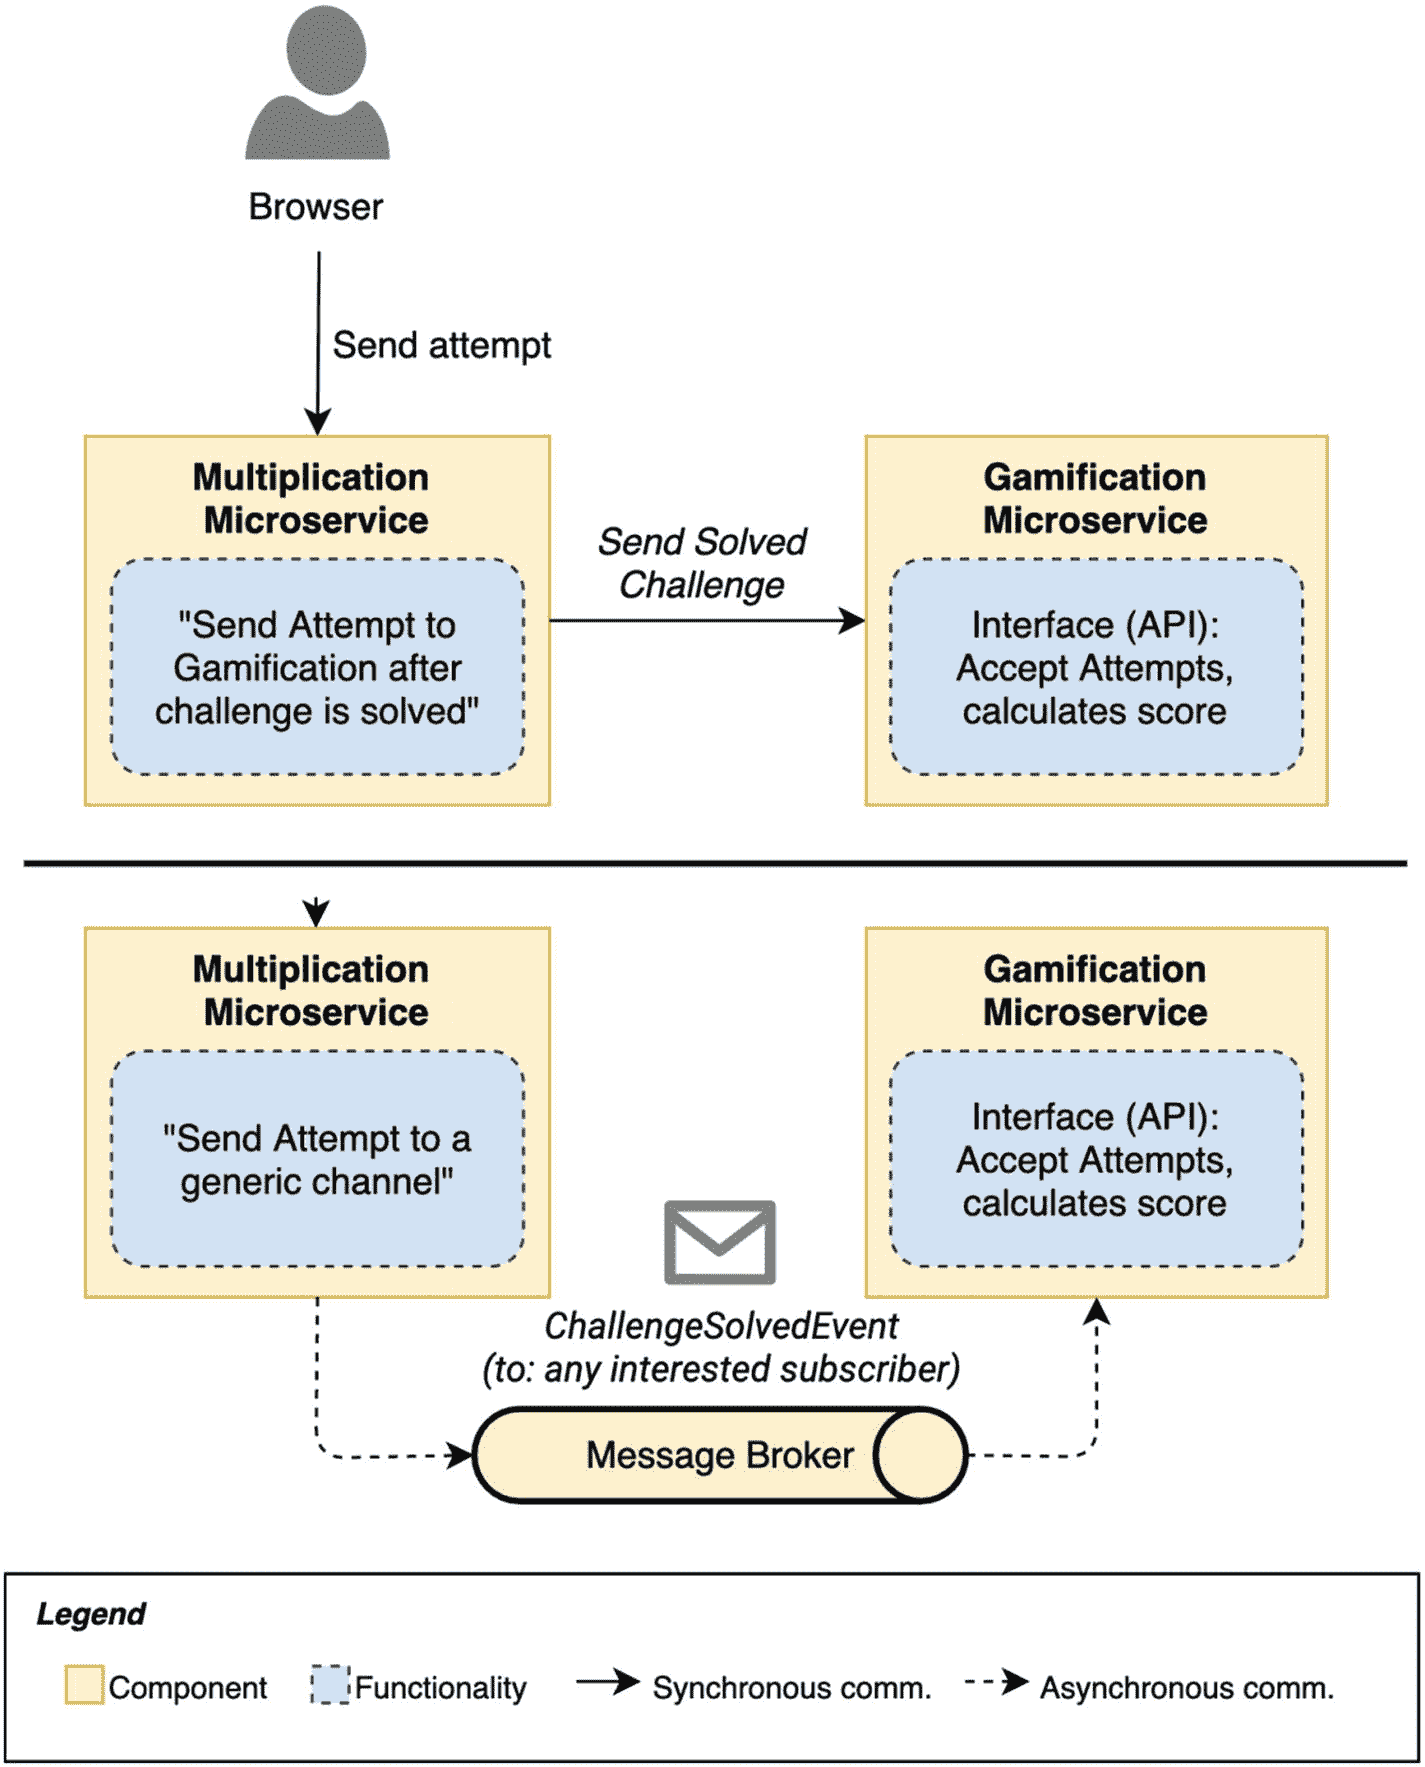 Browser
Send attempt
Multiplication
Microservice
"Send Attempt to
Gamification after
challenge is solved"
Send Solved
Challenge
Gamification
Microservice
Interface (API):
Accept Attempts,
calculates score
Multiplication
Microservice
"Send Attempt to a
generic channel"
Gamification
Microservice
Interface (API):
Accept Attempts,
calculates score
ChallengeSolvedEvent
(to: any interested subscriber)
Message Broker
Legend
Component
Functionality
Synchronous comm.
Asynchronous comm.